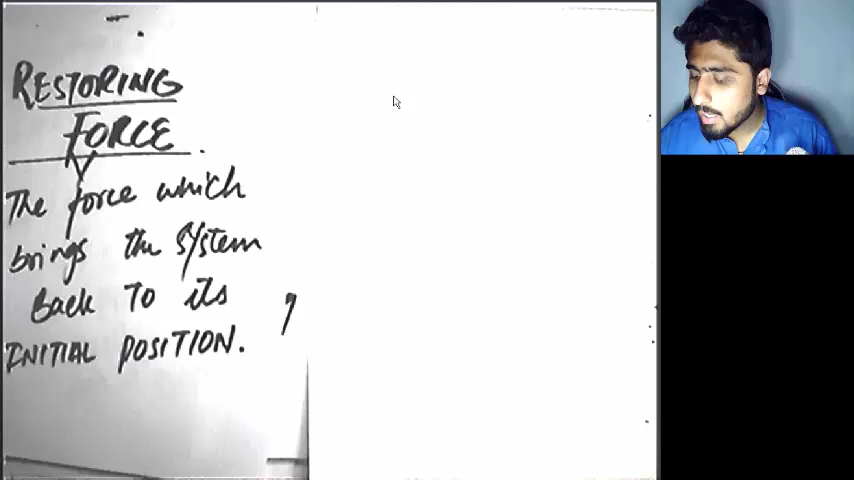 RESTORING
FORCE.
The force which
brings the system
Back to its
INITIAL POSITION.